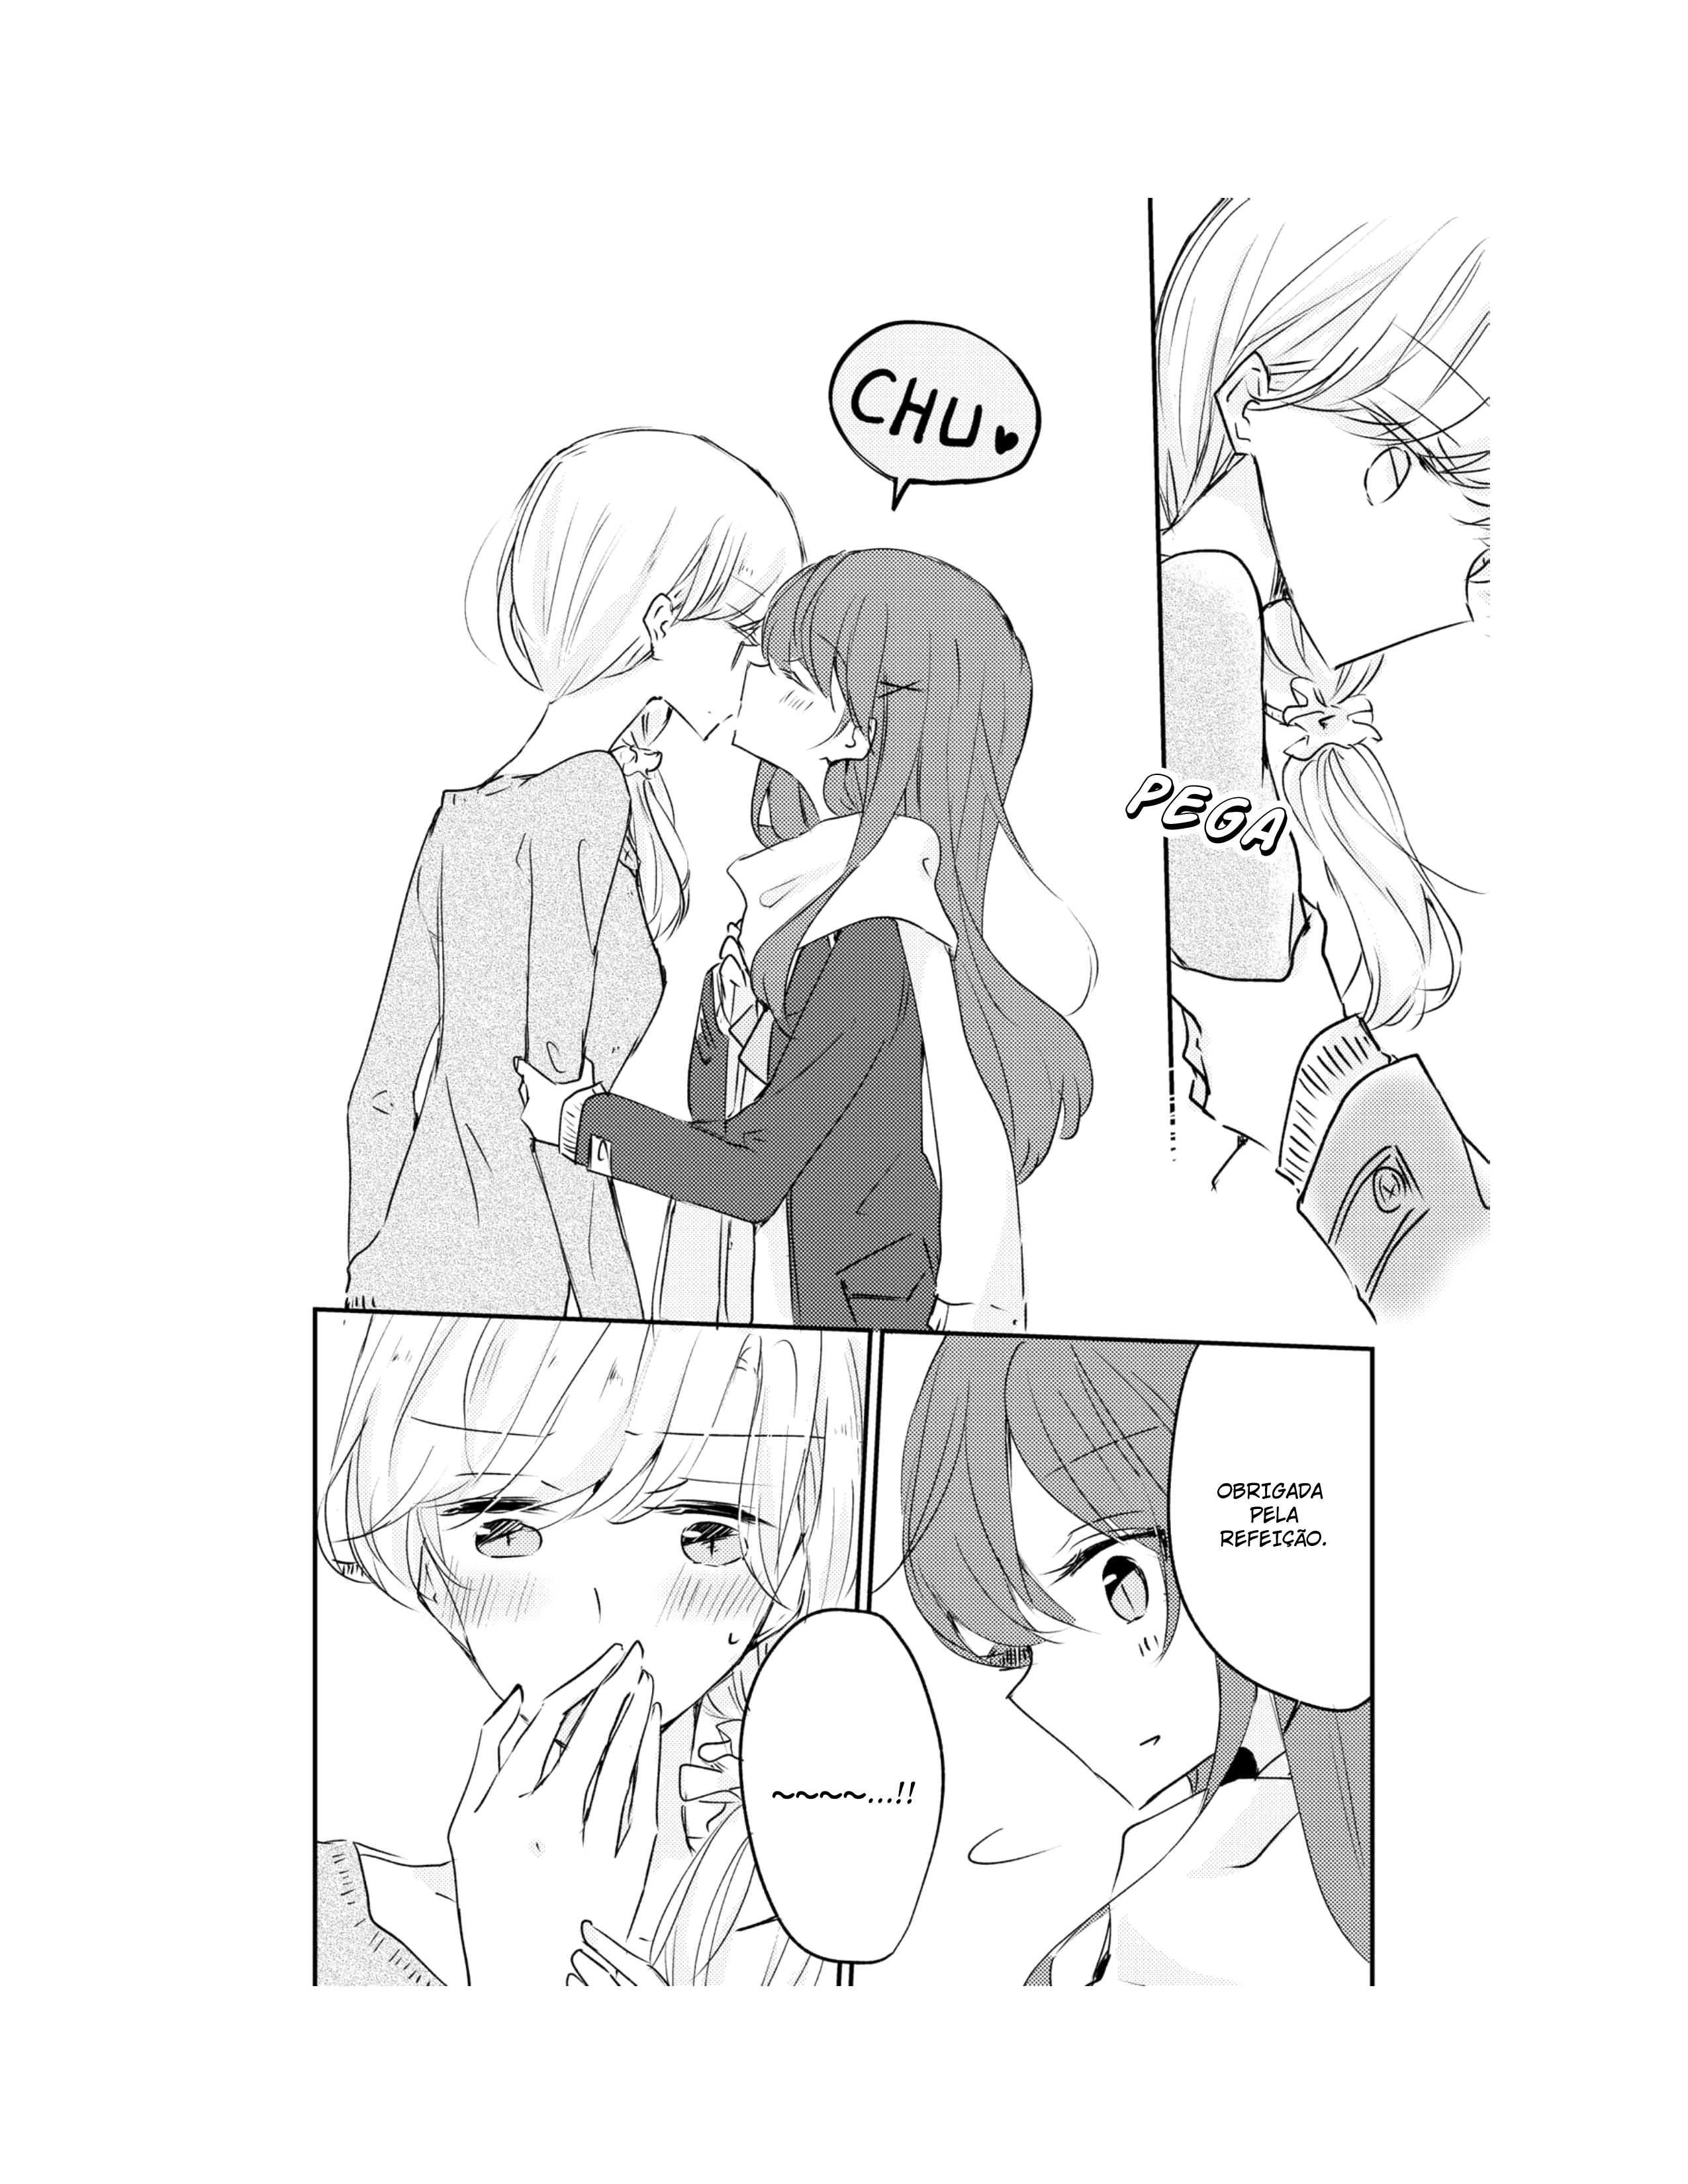 PEGA
CHU♥
OBRIGADA
PELA
REFEIÇÃO.
~~~~...!!